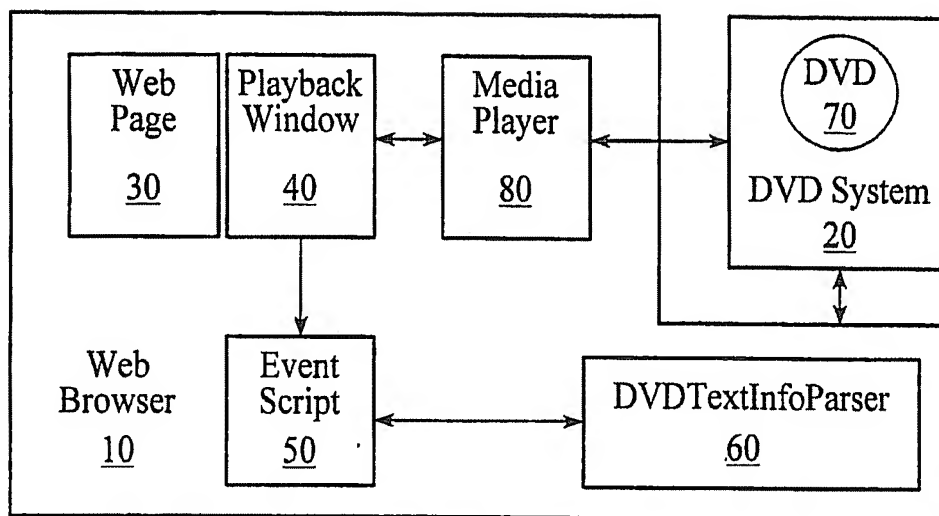 Web
Page
30
Playback
Window
40
Media
Player
80
DVD
70
DVD System
20
Web
Browser
10
Event
Script
50
DVDTextInfoParser
60